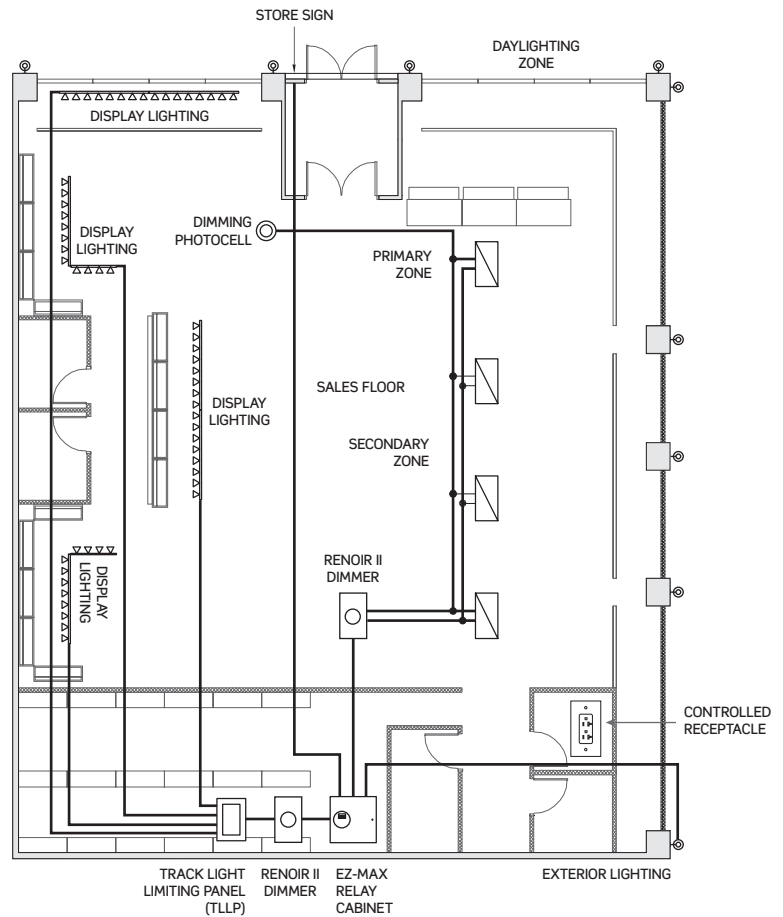 STORE SIGN
DAYLIGHTING
ZONE
DISPLAY LIGHTING
DISPLAY
LIGHTING
DIMMING
PHOTOCELL
PRIMARY
ZONE
SALES FLOOR
DISPLAY
LIGHTING
SECONDARY
ZONE
RENOIR II
DIMMER
DISPLAY
LIGHTING
CONTROLLED
RECEPTACLE
TRACK LIGHT
LIMITING PANEL
(TLLP)
RENOIR II
DIMMER
EZ-MAX
RELAY
CABINET
EXTERIOR LIGHTING